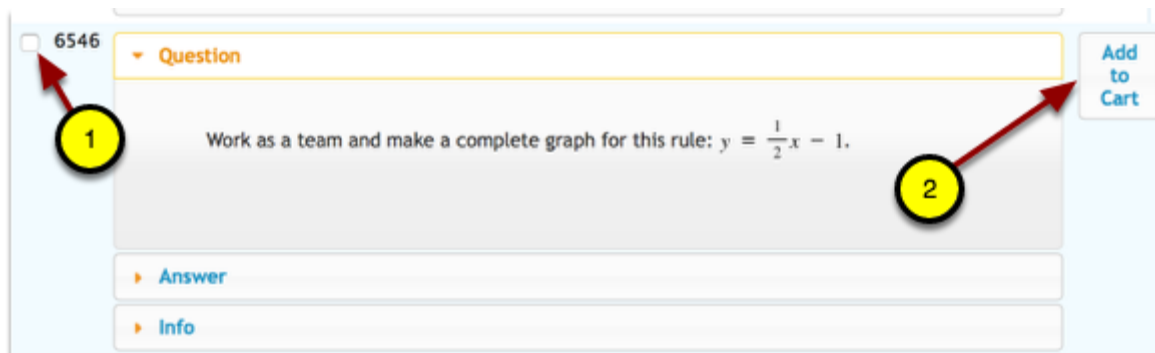 6546
Question
Add
to
Cart
1
Work as a team and make a complete graph for this rule: y = 1/2 x − 1.
2
Answer
Info